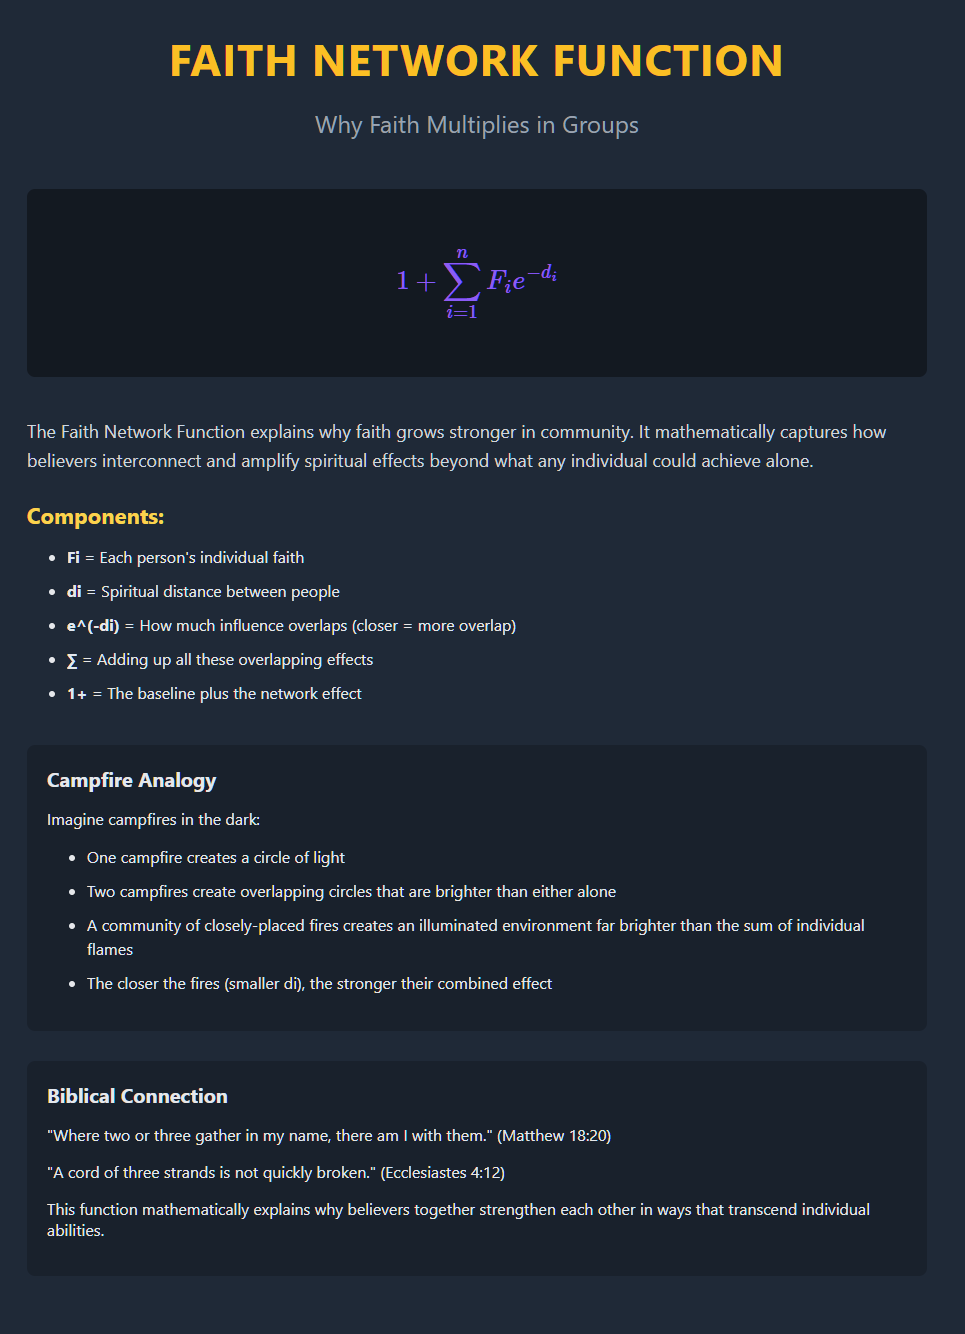 FAITH NETWORK FUNCTION
Why Faith Multiplies in Groups
1 + ∑_{i=1}^{n} F_i e^{-d_i}
The Faith Network Function explains why faith grows stronger in community. It mathematically captures how
believers interconnect and amplify spiritual effects beyond what any individual could achieve alone.
Components:
• Fi = Each person's individual faith
• di = Spiritual distance between people
• e^(-di) = How much influence overlaps (closer = more overlap)
• ∑ = Adding up all these overlapping effects
• 1+ = The baseline plus the network effect
Campfire Analogy
Imagine campfires in the dark:
• One campfire creates a circle of light
• Two campfires create overlapping circles that are brighter than either alone
• A community of closely-placed fires creates an illuminated environment far brighter than the sum of individual
flames
• The closer the fires (smaller di), the stronger their combined effect
Biblical Connection
"Where two or three gather in my name, there am I with them." (Matthew 18:20)
"A cord of three strands is not quickly broken." (Ecclesiastes 4:12)
This function mathematically explains why believers together strengthen each other in ways that transcend individual
abilities.